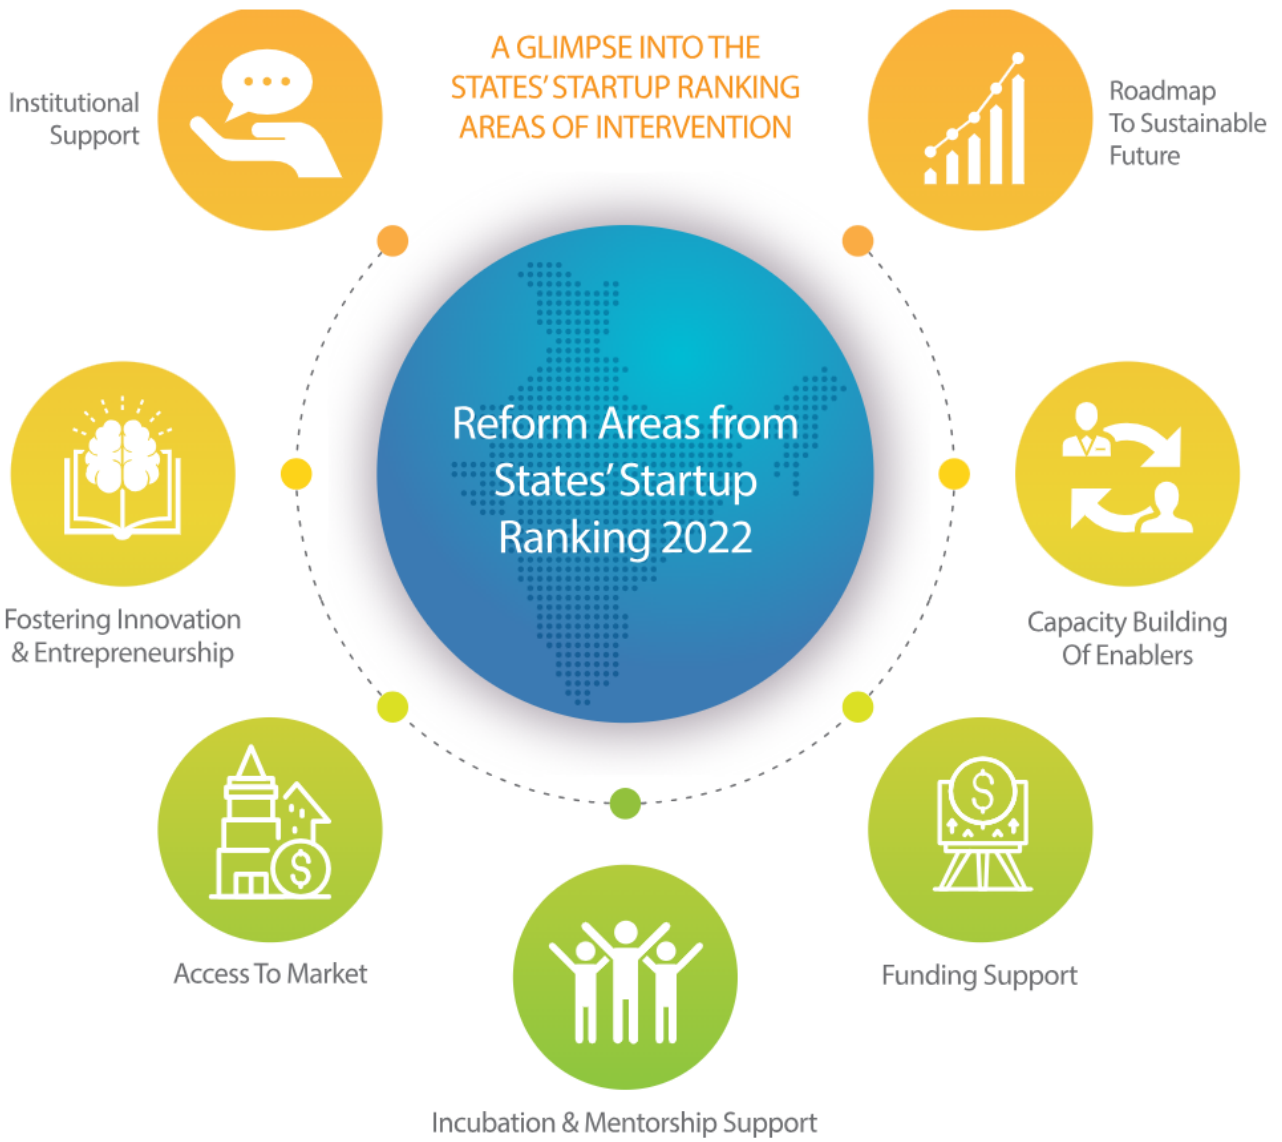 A GLIMPSE INTO THE
STATES’ STARTUP RANKING
AREAS OF INTERVENTION
Institutional
Support
Roadmap
To Sustainable
Future
Reform Areas from
States’ Startup
Ranking 2022
Fostering Innovation
& Entrepreneurship
Capacity Building
Of Enablers
Access To Market
$
Funding Support
$
Incubation & Mentorship Support